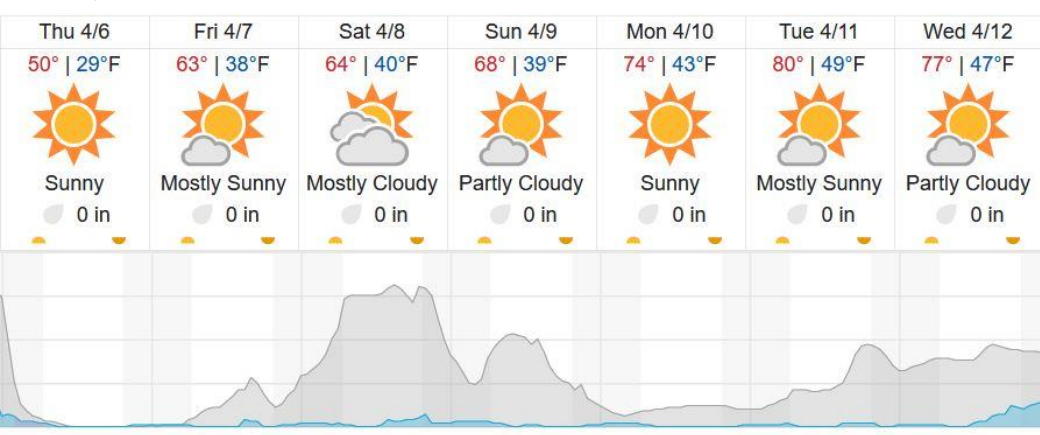 Thu 4/6 Fri 4/7 Sat 4/8 Sun 4/9 Mon 4/10 Tue 4/11 Wed 4/12
50° | 29°F 63° | 38°F 64° | 40°F 68° | 39°F 74° | 43°F 80° | 49°F 77° | 47°F
Sunny Mostly Sunny Mostly Cloudy Partly Cloudy Sunny Mostly Sunny Partly Cloudy
0 in 0 in 0 in 0 in 0 in 0 in 0 in